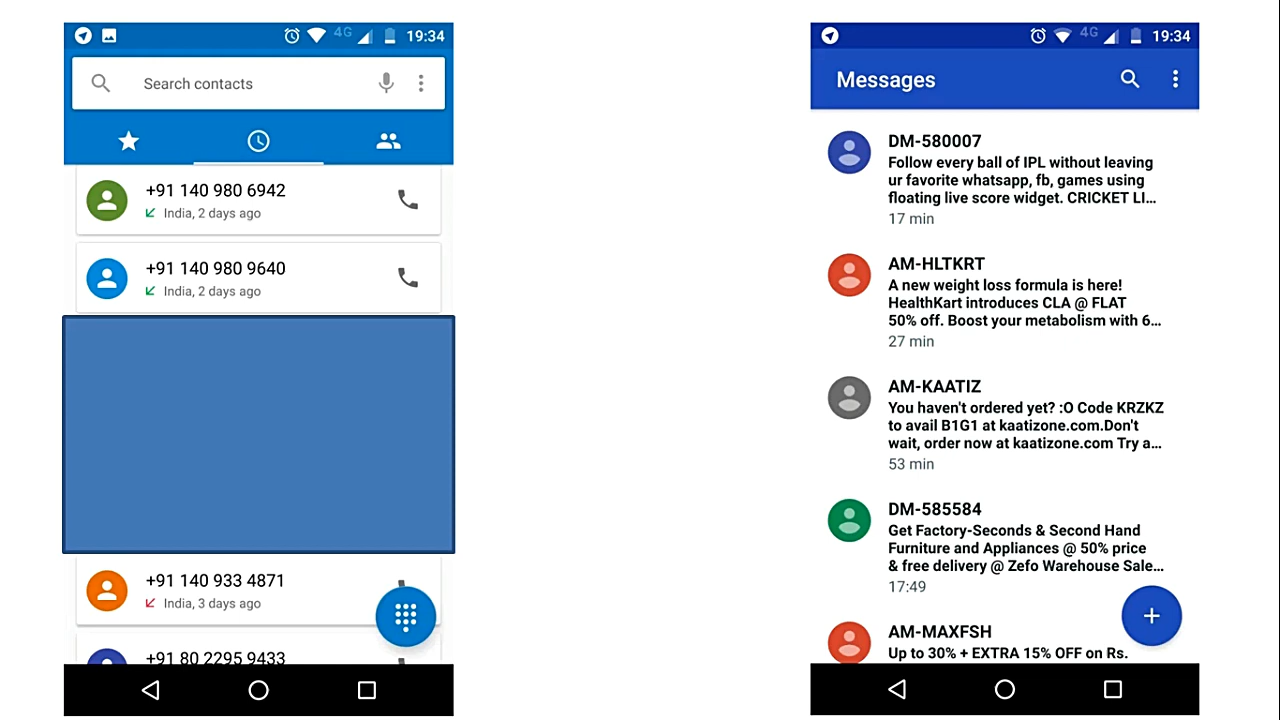 4G 19:34
Search contacts
+91 140 980 6942
India, 2 days ago
+91 140 980 9640
India, 2 days ago
+91 140 933 4871
India, 3 days ago
+91 80 2295 9433
4G 19:34
Messages
DM-580007
Follow every ball of IPL without leaving
ur favorite whatsapp, fb, games using
floating live score widget. CRICKET LI…
17 min
AM-HLTKRT
A new weight loss formula is here!
HealthKart introduces CLA @ FLAT
50% off. Boost your metabolism with 6…
27 min
AM-KAATIZ
You haven't ordered yet? :O Code KRZKZ
to avail B1G1 at kaatizone.com.Don't
wait, order now at kaatizone.com Try a…
53 min
DM-585584
Get Factory-Seconds & Second Hand
Furniture and Appliances @ 50% price
& free delivery @ Zefo Warehouse Sale…
17:49
AM-MAXFSH
Up to 30% + EXTRA 15% OFF on Rs.